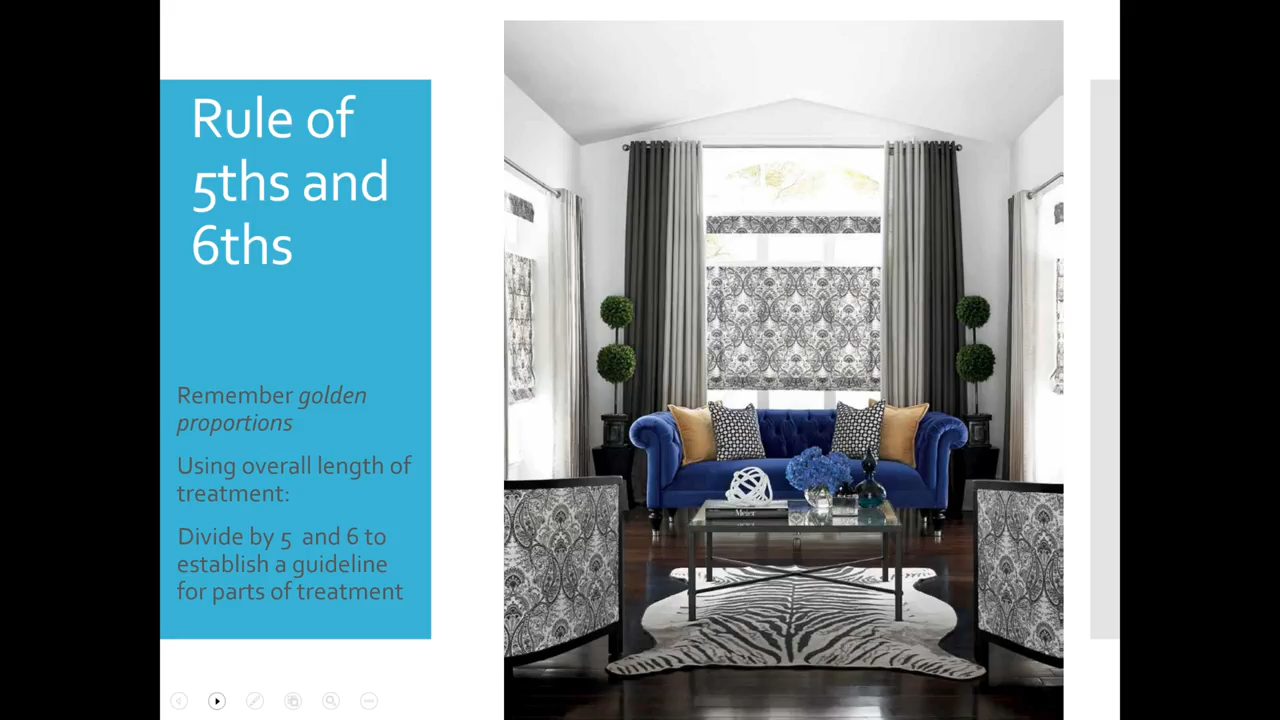 Rule of
5ths and
6ths
Remember golden
proportions
Using overall length of
treatment:
Divide by 5 and 6 to
establish a guideline
for parts of treatment
Meier